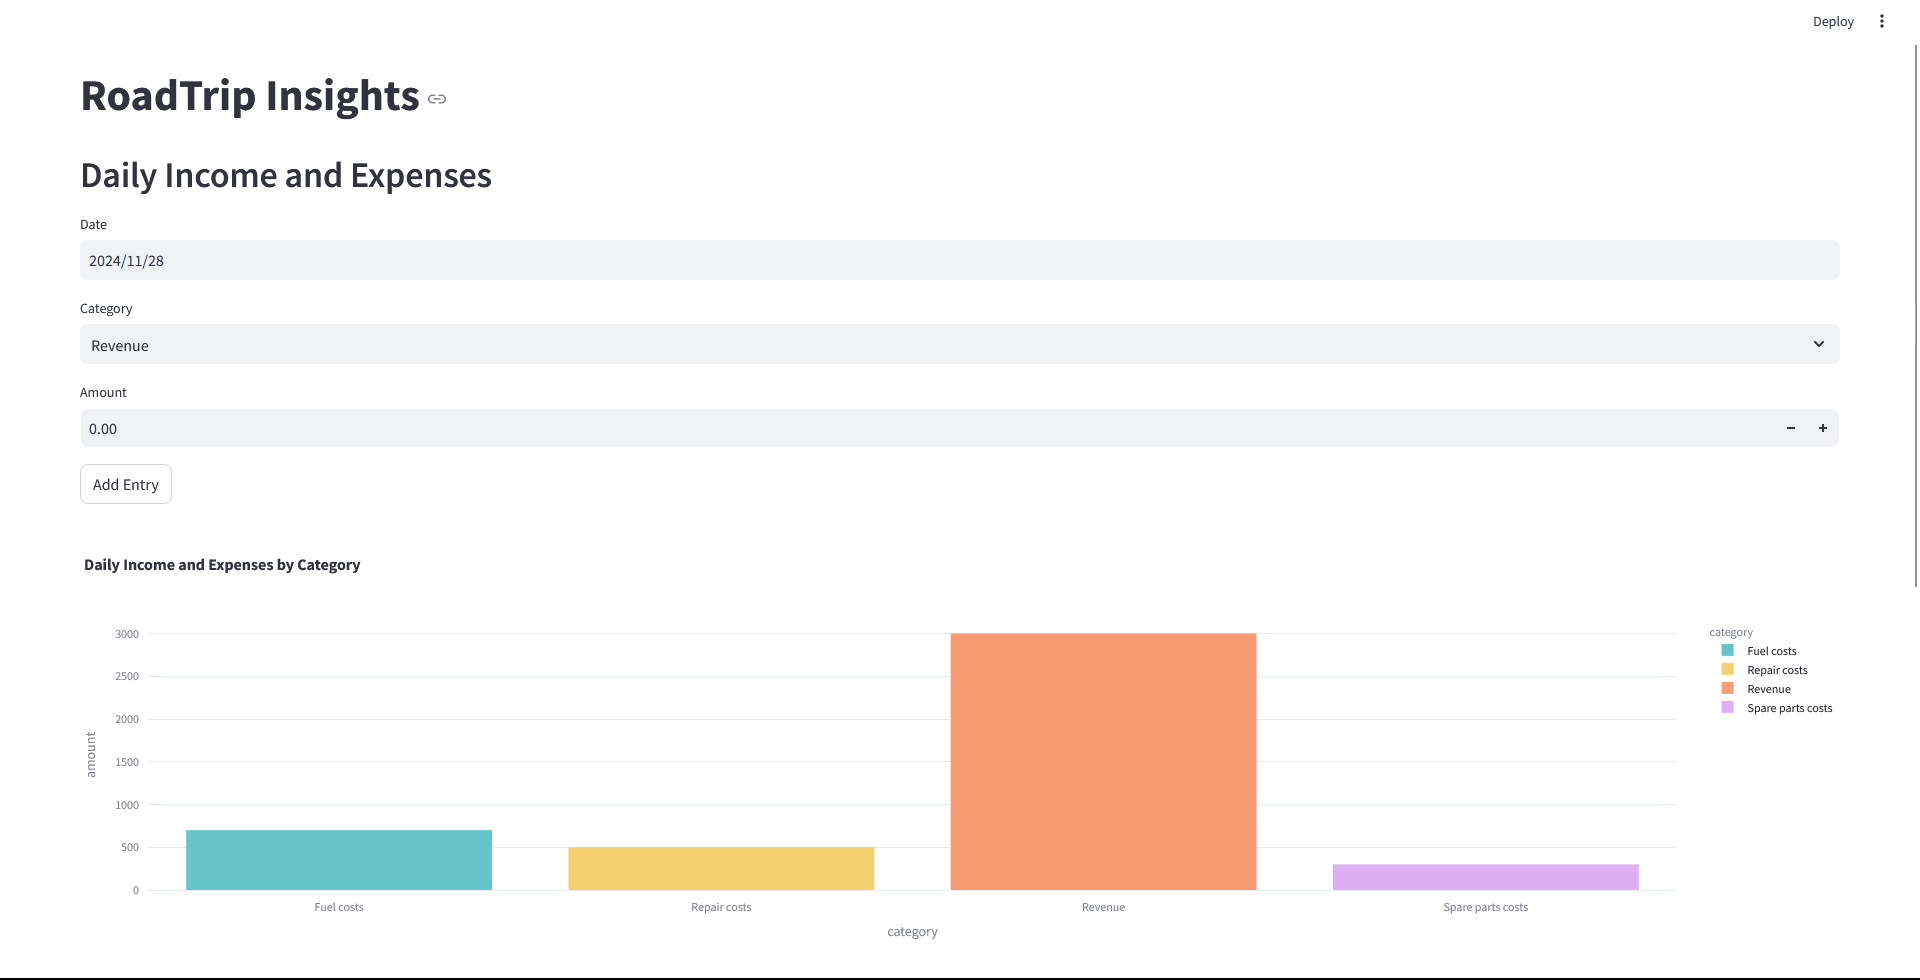 Deploy
RoadTrip Insights
Daily Income and Expenses
Date
2024/11/28
Category
Revenue
Amount
0.00
Add Entry
Daily Income and Expenses by Category
3000
2500
2000
1500
1000
500
0
amount
Fuel costs
Repair costs
Revenue
Spare parts costs
category
category
Fuel costs
Repair costs
Revenue
Spare parts costs